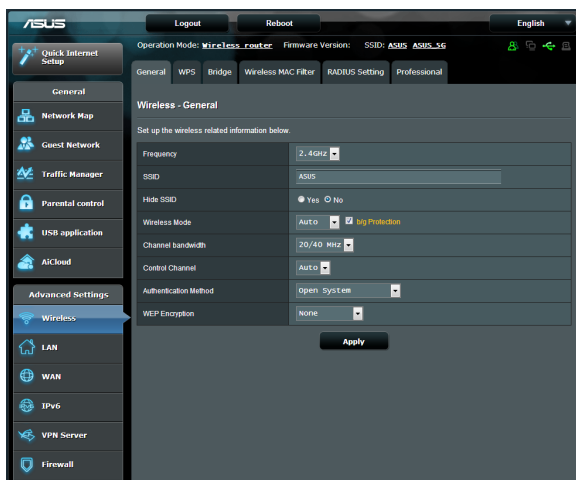 ASUS
Logout
Reboot
English
Quick Internet Setup
Operation Mode: Wireless router Firmware Version: SSID: ASUS ASUS_5G
General WPS Bridge Wireless MAC Filter RADIUS Setting Professional
General
Network Map
Guest Network
Traffic Manager
Parental control
USB application
AiCloud
Advanced Settings
Wireless
LAN
WAN
IPv6
VPN Server
Firewall
Wireless - General
Set up the wireless related information below.
Frequency 2.4GHz
SSID ASUS
Hide SSID Yes No
Wireless Mode Auto b/g Protection
Channel bandwidth 20/40 MHz
Control Channel Auto
Authentication Method Open System
WEP Encryption None
Apply